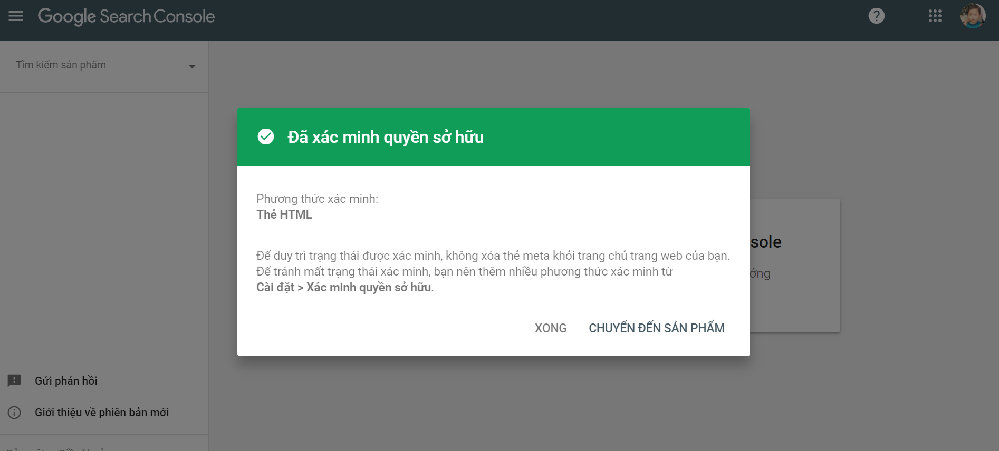 Google Search Console
?
Tìm kiếm sản phẩm
Đã xác minh quyền sở hữu
Phương thức xác minh:
Thẻ HTML
Để duy trì trạng thái được xác minh, không xóa thẻ meta khỏi trang chủ trang web của bạn.
Để tránh mất trạng thái xác minh, bạn nên thêm nhiều phương thức xác minh từ
Cài đặt > Xác minh quyền sở hữu.
XONG CHUYỂN ĐẾN SẢN PHẨM
sole
ớng
Gửi phản hồi
Giới thiệu về phiên bản mới